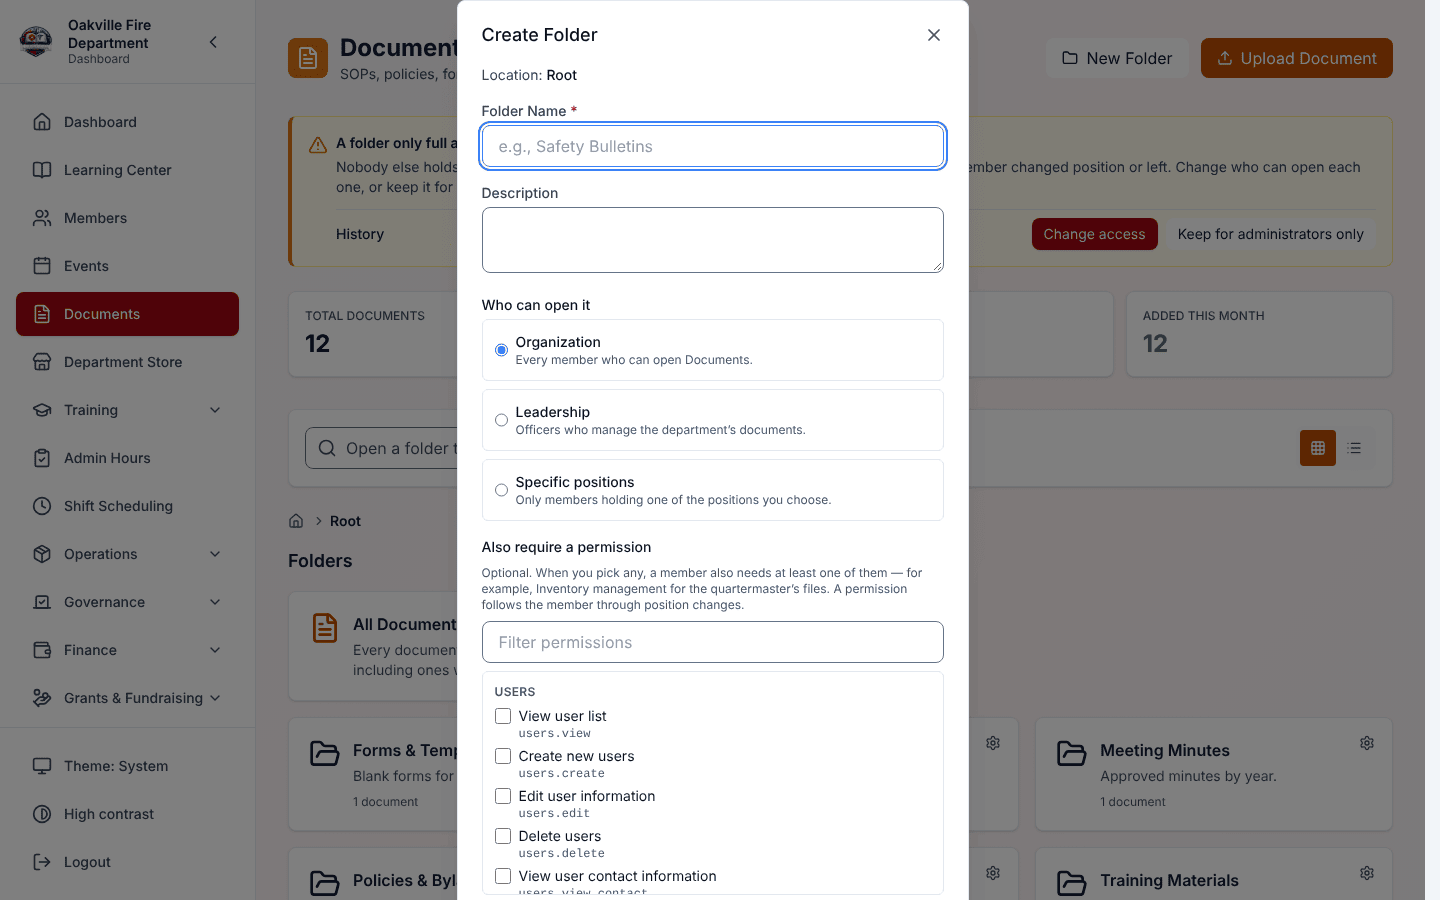 Oakville Fire
Department
Dashboard
Dashboard
Learning Center
Members
Events
Documents
Department Store
Training
Admin Hours
Shift Scheduling
Operations
Governance
Finance
Grants & Fundraising
Theme: System
High contrast
Logout
Document
SOPs, policies, fo
New Folder
Upload Document
A folder only full a
Nobody else holds
mber changed position or left. Change who can open each
one, or keep it for
History
Change access
Keep for administrators only
TOTAL DOCUMENTS
12
ADDED THIS MONTH
12
Open a folder t
Root
Folders
All Document
Every documen
including ones w
Forms & Temp
Blank forms for
1 document
Meeting Minutes
Approved minutes by year.
1 document
Policies & Byl
Training Materials
Create Folder
Location: Root
Folder Name *
e.g., Safety Bulletins
Description
Who can open it
Organization
Every member who can open Documents.
Leadership
Officers who manage the department’s documents.
Specific positions
Only members holding one of the positions you choose.
Also require a permission
Optional. When you pick any, a member also needs at least one of them — for
example, Inventory management for the quartermaster’s files. A permission
follows the member through position changes.
Filter permissions
USERS
View user list
users.view
Create new users
users.create
Edit user information
users.edit
Delete users
users.delete
View user contact information
users.view_contact